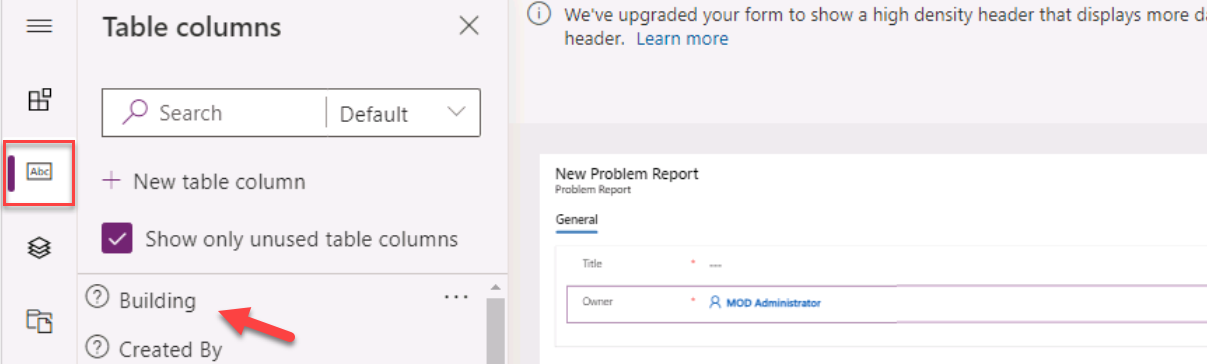 Table columns
Search
Default
+ New table column
Show only unused table columns
Abc
Building
...
Created By
We've upgraded your form to show a high density header that displays more
header. Learn more
New Problem Report
Problem Report
General
Title * ---
Owner * MOD Administrator